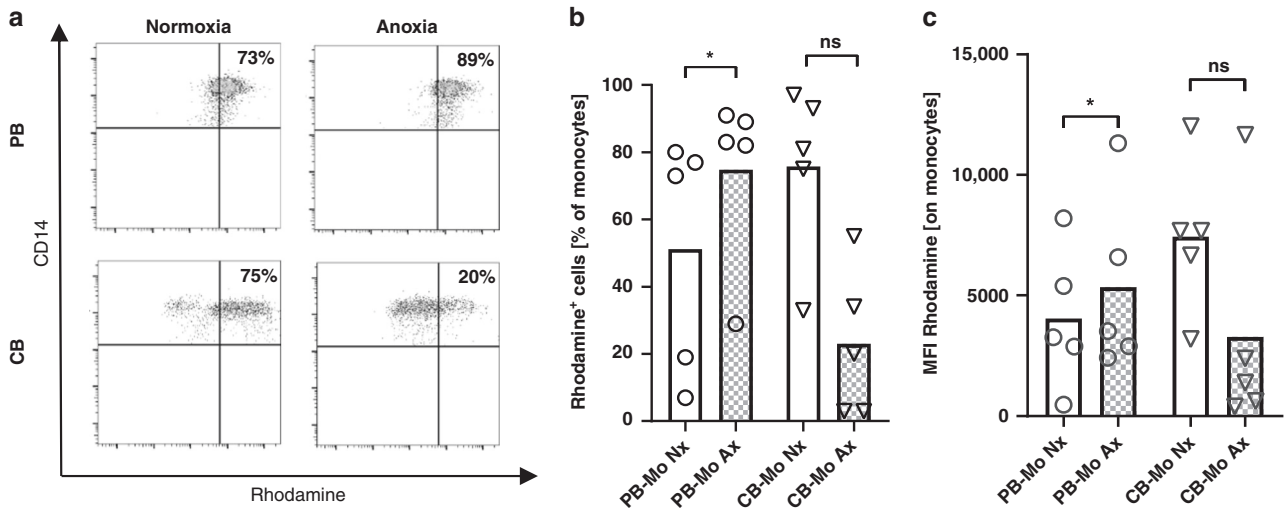 a
Normoxia
Anoxia
PB
CB
CD14
73%
89%
75%
20%
Rhodamine
b
Rhodamine+ cells [% of monocytes]
100
80
60
40
20
0
*
ns
PB-Mo Nx
PB-Mo Ax
CB-Mo Nx
CB-Mo Ax
c
MFI Rhodamine [on monocytes]
15,000
10,000
5000
0
*
ns
PB-Mo Nx
PB-Mo Ax
CB-Mo Nx
CB-Mo Ax